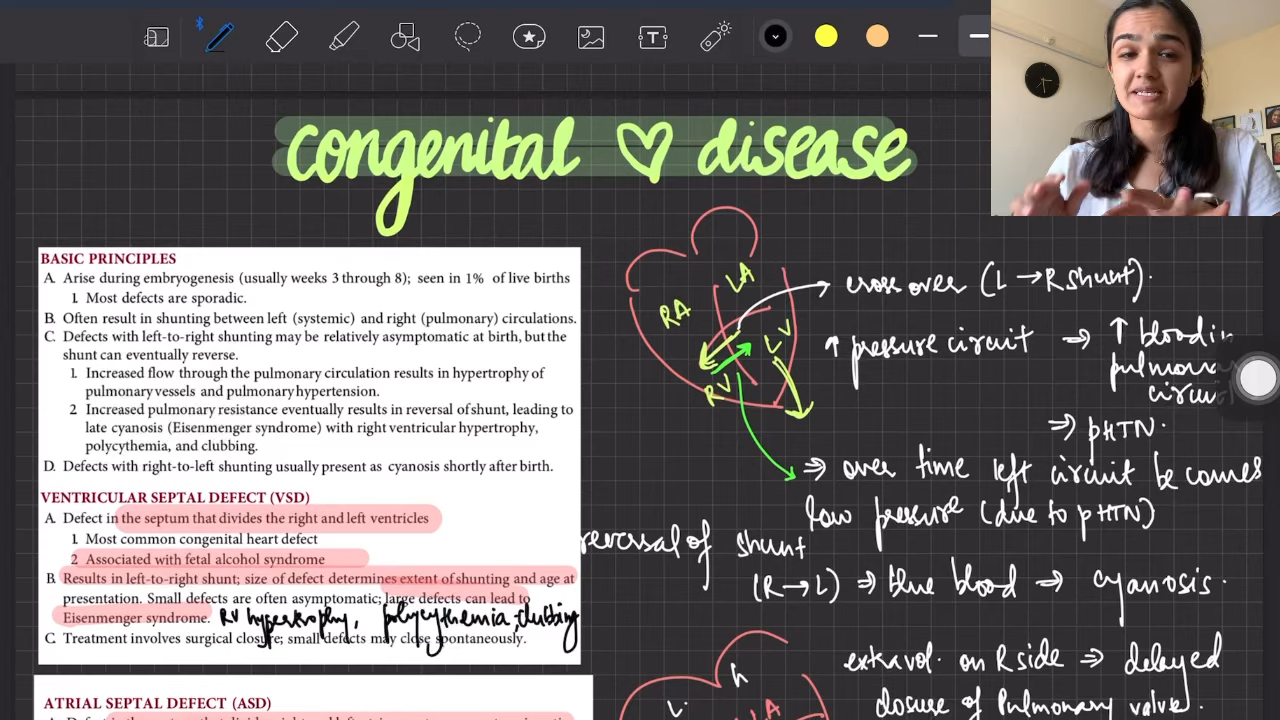 congenital ♡ disease
BASIC PRINCIPLES
A. Arise during embryogenesis (usually weeks 3 through 8); seen in 1% of live births
1. Most defects are sporadic.
B. Often result in shunting between left (systemic) and right (pulmonary) circulations.
C. Defects with left-to-right shunting may be relatively asymptomatic at birth, but the
shunt can eventually reverse.
1. Increased flow through the pulmonary circulation results in hypertrophy of
pulmonary vessels and pulmonary hypertension.
2. Increased pulmonary resistance eventually results in reversal of shunt, leading to
late cyanosis (Eisenmenger syndrome) with right ventricular hypertrophy,
polycythemia, and clubbing.
D. Defects with right-to-left shunting usually present as cyanosis shortly after birth.
VENTRICULAR SEPTAL DEFECT (VSD)
A. Defect in the septum that divides the right and left ventricles
1. Most common congenital heart defect
2. Associated with fetal alcohol syndrome
B. Results in left-to-right shunt; size of defect determines extent of shunting and age at
presentation. Small defects are often asymptomatic; large defects can lead to
Eisenmenger syndrome. RV hypertrophy, polycythemia, clubbing
C. Treatment involves surgical closure; small defects may close spontaneously.
ATRIAL SEPTAL DEFECT (ASD)
RA
LA
RV
LV
cross over (L → R shunt).
↑ pressure circuit ⇒ ↑ blood in
pulmona
circui
⇒ pHTN.
⇒ over time left circuit becomes
low pressure (due to pHTN)
reversal of shunt
(R → L) ⇒ blue blood ⇒ cyanosis.
extra vol. on R side ⇒ delayed
closure of Pulmonary valve.
LA
T